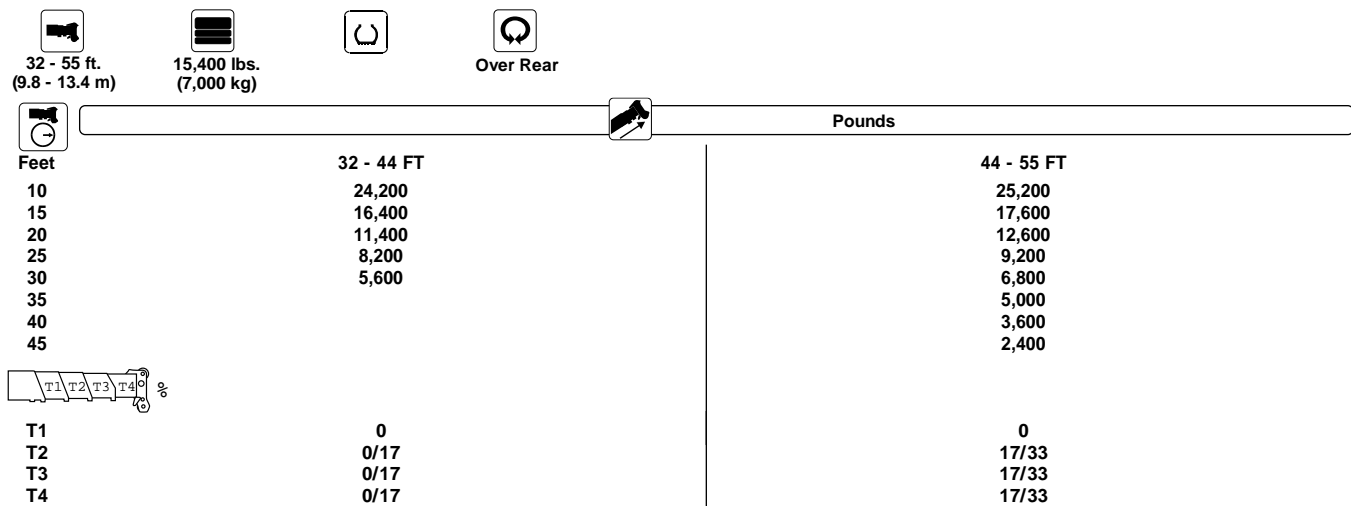 32 - 55 ft. 15,400 lbs. Over Rear
(9.8 - 13.4 m) (7,000 kg)
Pounds
Feet 32 - 44 FT 44 - 55 FT
10 24,200 25,200
15 16,400 17,600
20 11,400 12,600
25 8,200 9,200
30 5,600 6,800
35 5,000
40 3,600
45 2,400
T1 T2 T3 T4 %
T1 0 0
T2 0/17 17/33
T3 0/17 17/33
T4 0/17 17/33